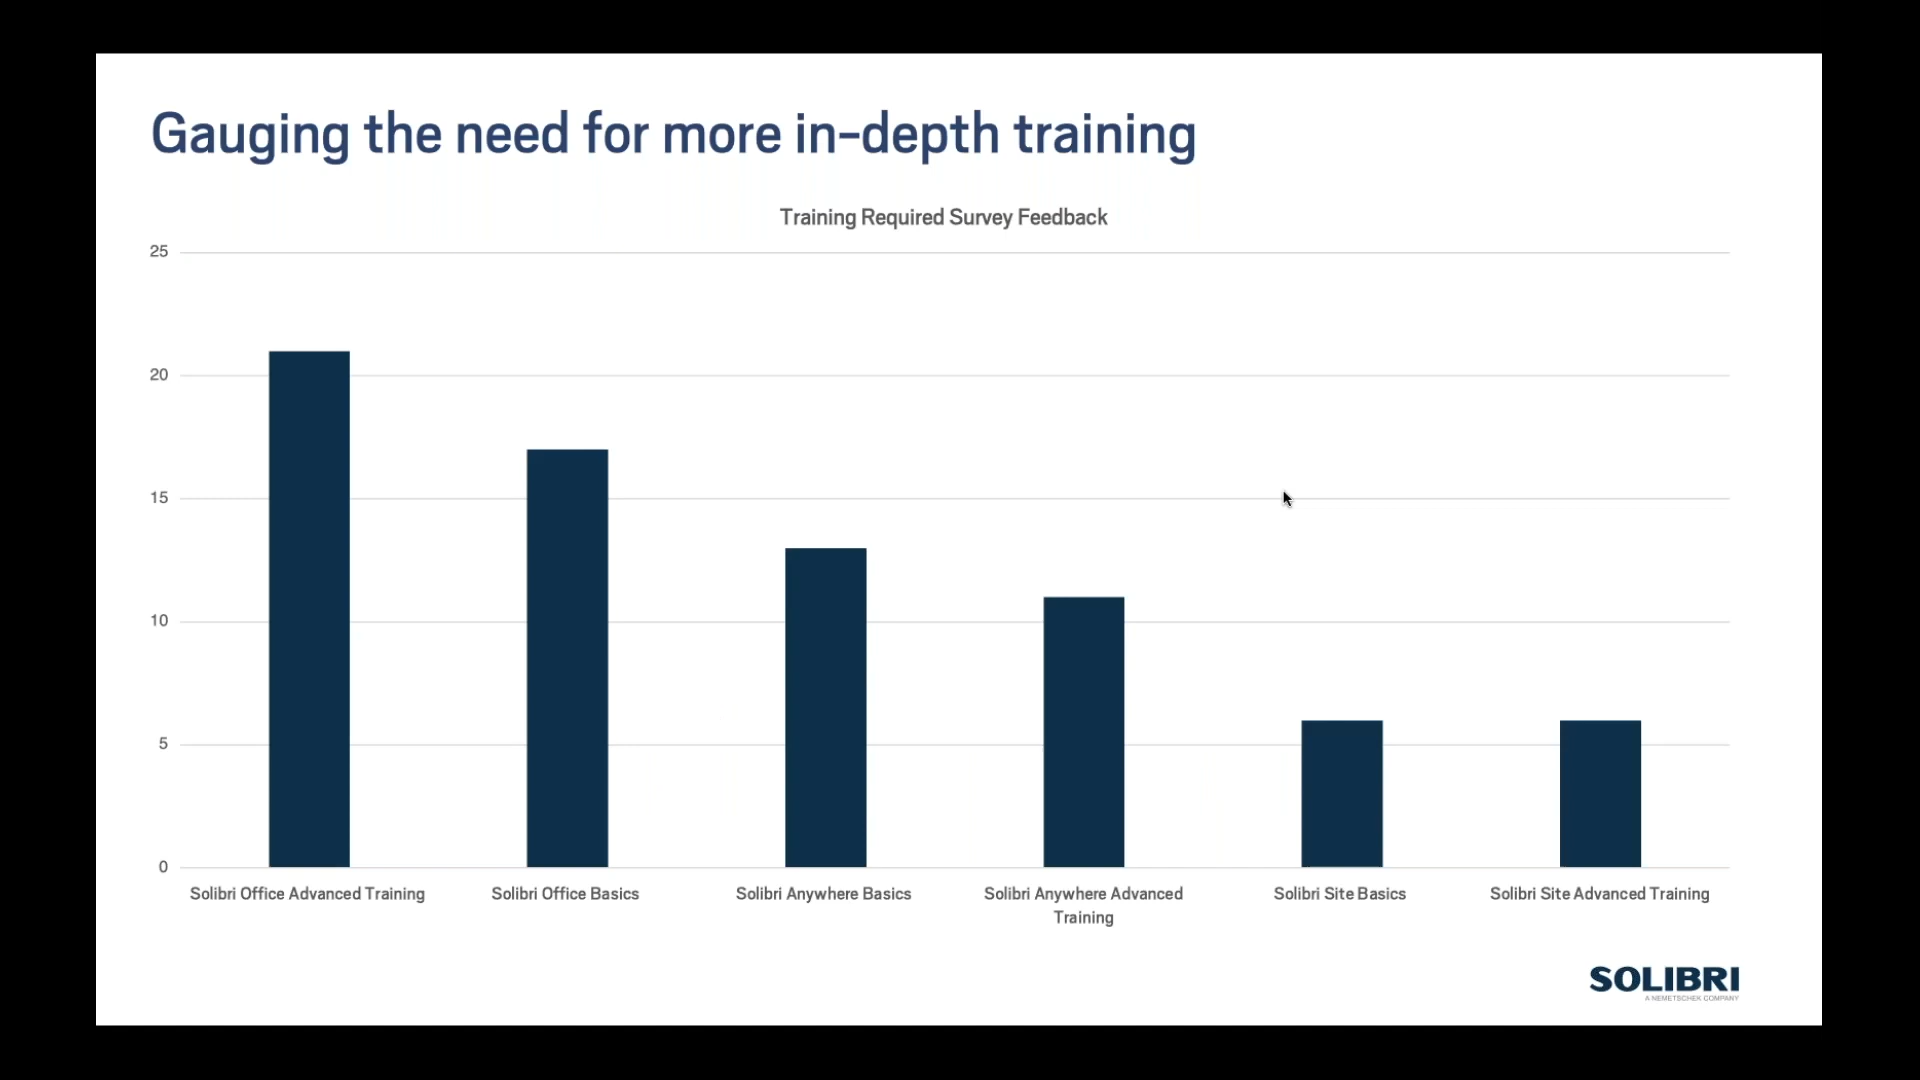 Gauging the need for more in-depth training
Training Required Survey Feedback
25
20
15
10
5
0
Solibri Office Advanced Training
Solibri Office Basics
Solibri Anywhere Basics
Solibri Anywhere Advanced
Training
Solibri Site Basics
Solibri Site Advanced Training
SOLIBRI
A NEMETSCHEK COMPANY